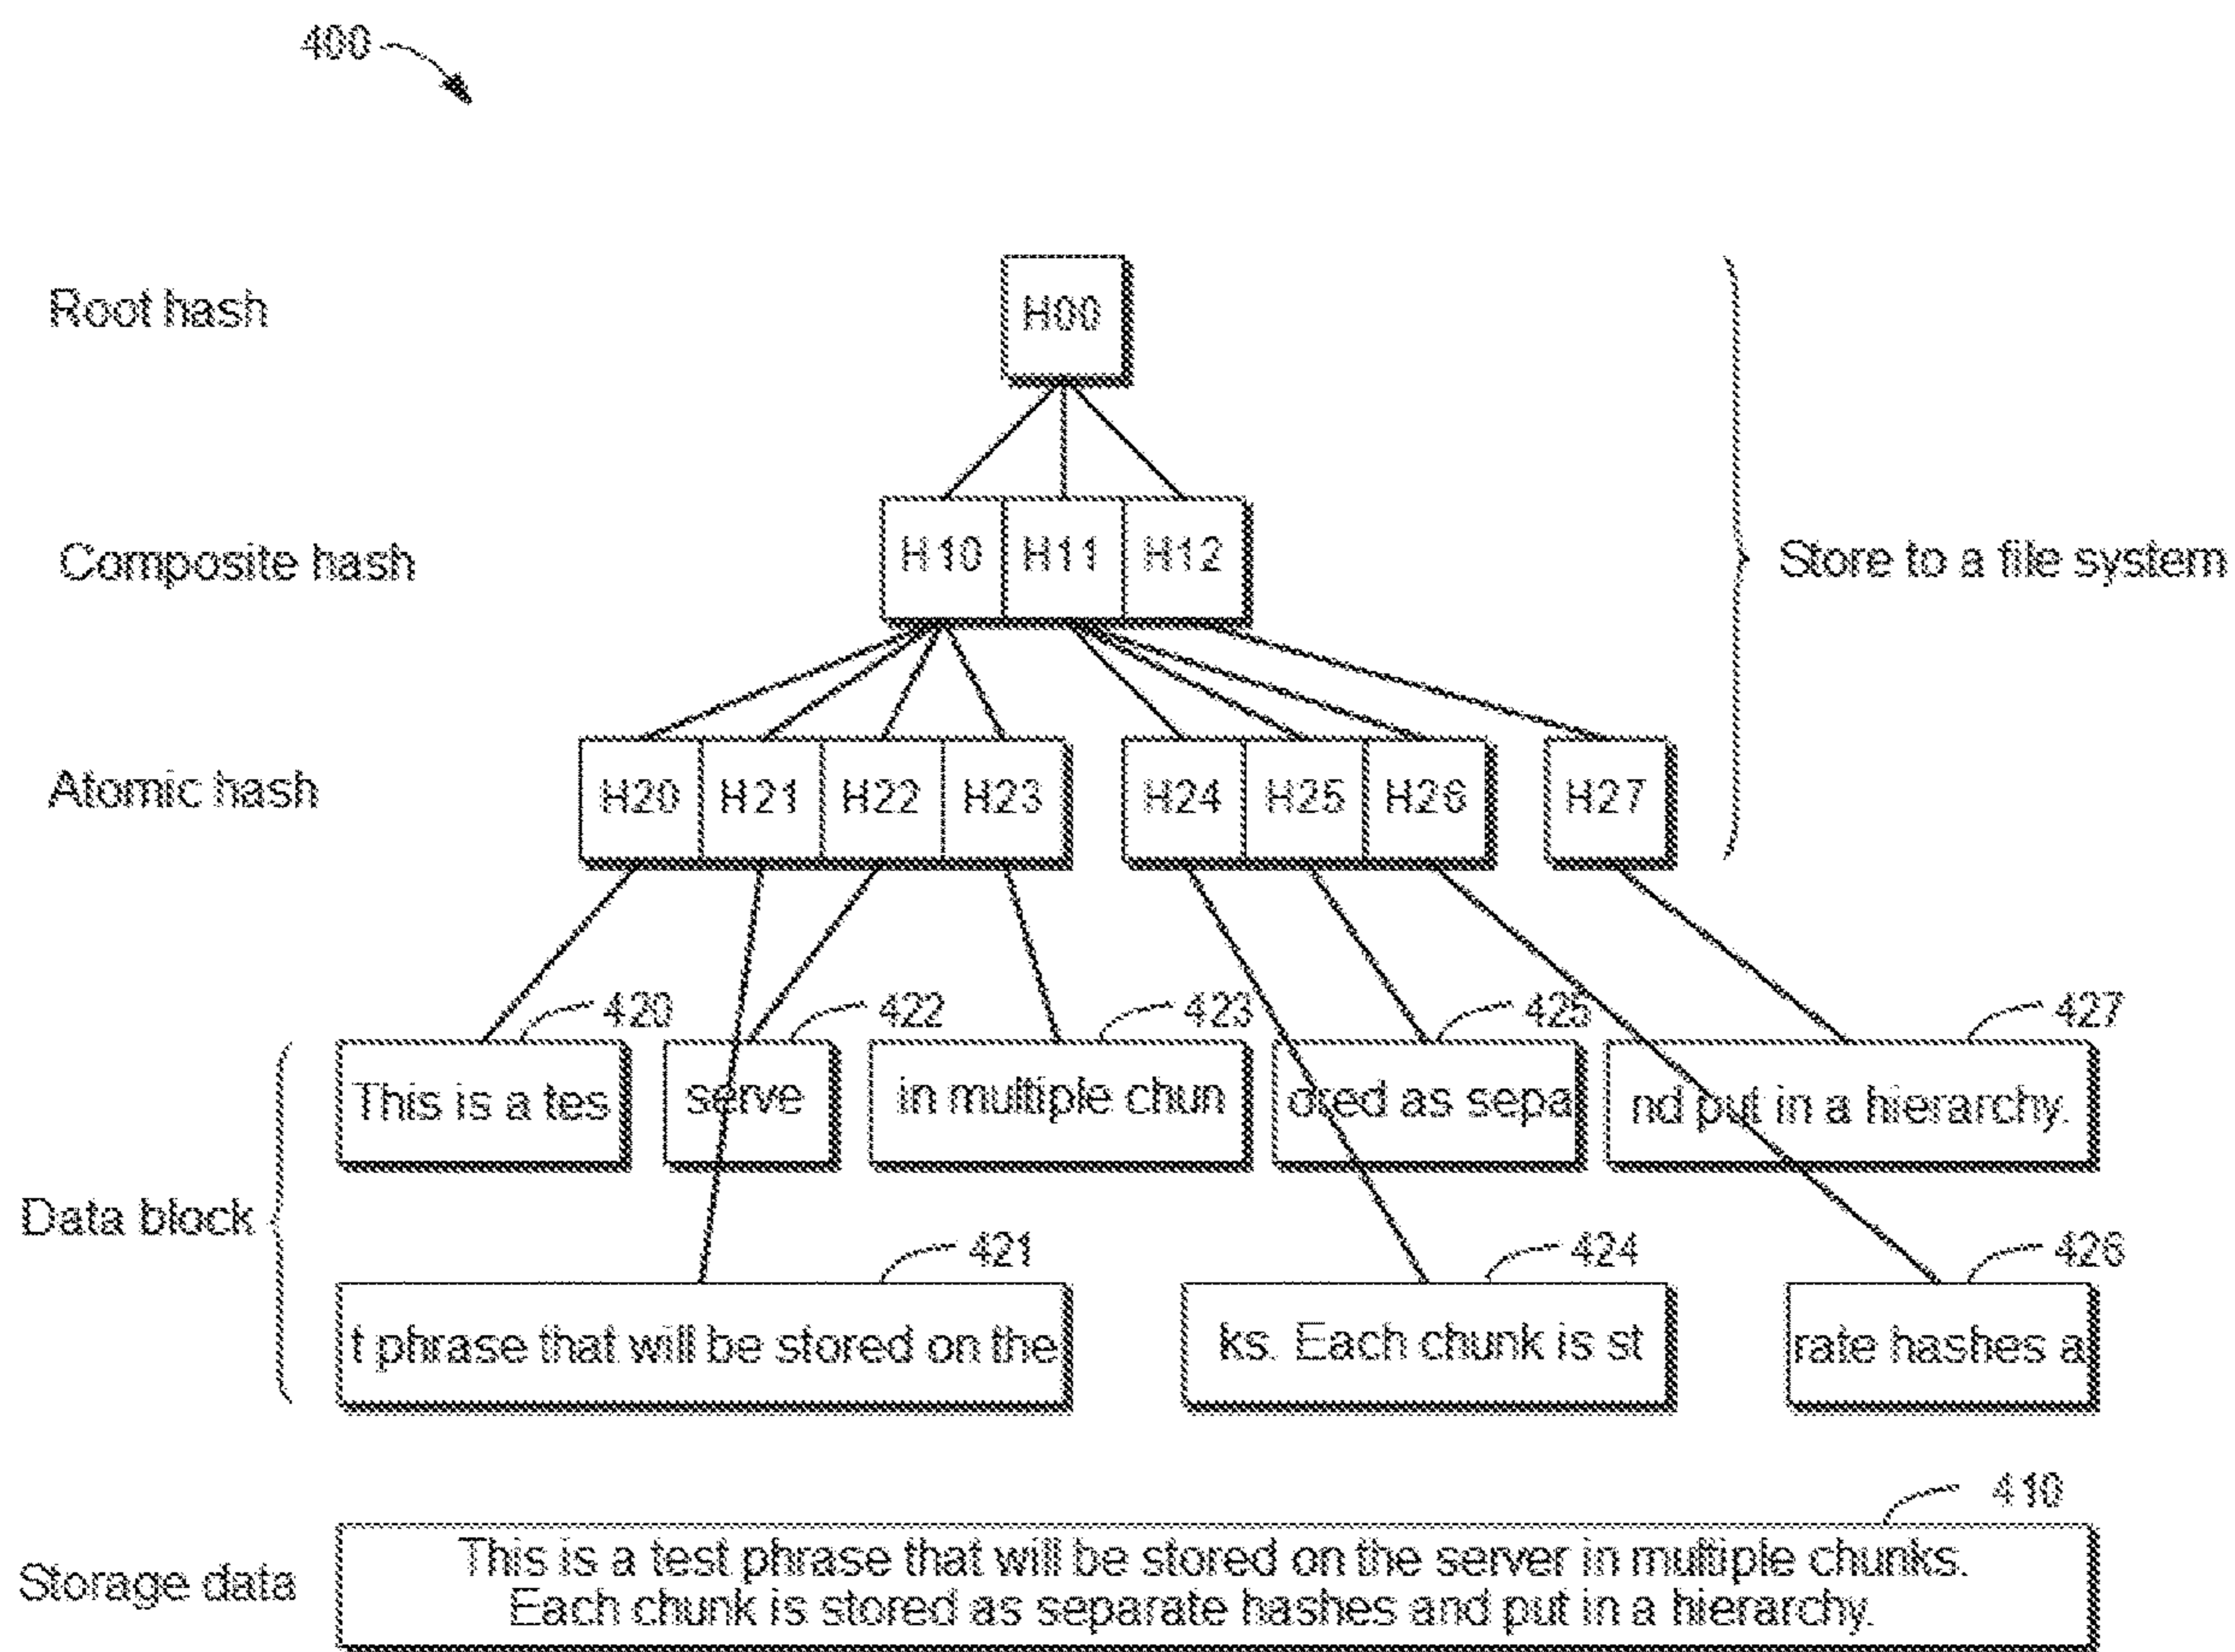 400
Root hash
H00
Composite hash
H10 H11 H12
Store to a file system
Atomic hash
H20 H21 H22 H23 H24 H25 H26 H27
420 422 423 425 427
This is a tes serve in multiple chun ored as sepa nd put in a hierarchy.
Data block
421 424 426
t phrase that will be stored on the ks. Each chunk is st rate hashes a
410
Storage data
This is a test phrase that will be stored on the server in multiple chunks.
Each chunk is stored as separate hashes and put in a hierarchy.